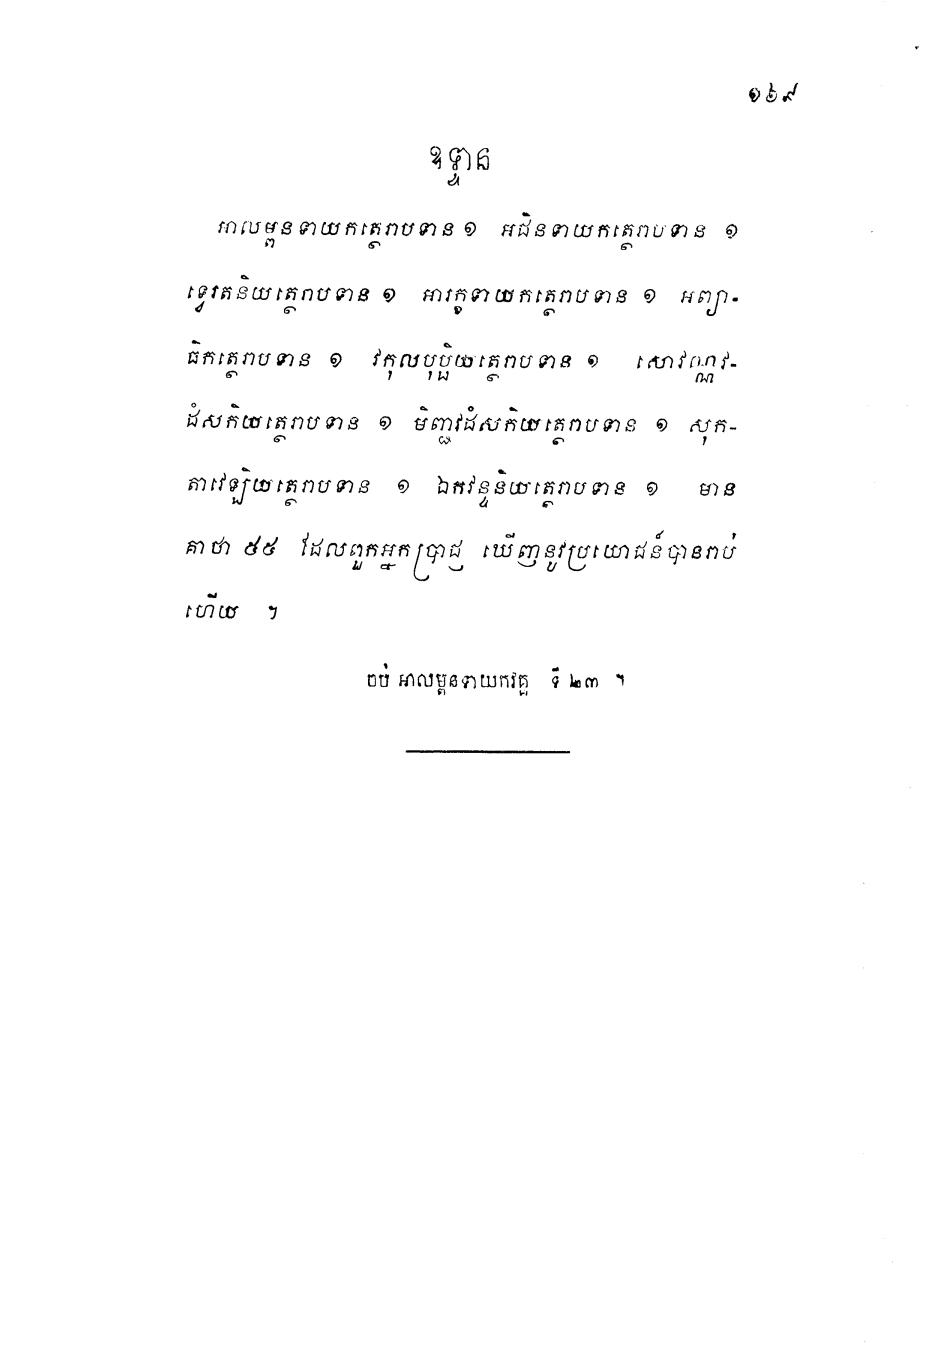 ១៦៩
ឧទ្ទាន
អាលម្ពនទាយកត្ថេរាបទាន ១ អជិនទាយកត្ថេរាបទាន ១
ទ្វេរតនិយត្ថេរាបទាន ១ អារក្ខទាយកត្ថេរាបទាន ១ អព្យា-
ធិកត្ថេរាបទាន ១ វកុលបុប្ផិយត្ថេរាបទាន ១ សោវណ្ណវ-
ដំសកិយត្ថេរាបទាន ១ មិញ្ជវដំសកិយត្ថេរាបទាន ១ សុក-
តាវេឡិយត្ថេរាបទាន ១ ឯកវន្ទនិយត្ថេរាបទាន ១ មាន
គាថា ៥៥ ដែលពួកអ្នកប្រាជ្ញ ឃើញនូវប្រយោជន៍បានរាប់
ហើយ ។
ចប់ អាលម្ពនទាយកវគ្គ ទី ២៣ ។